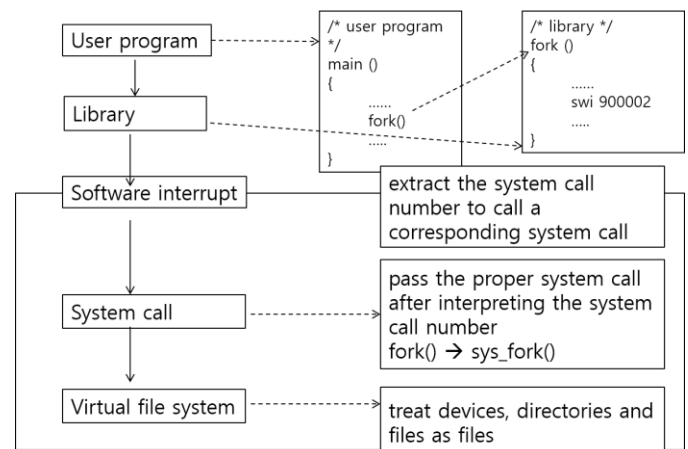 User program
Library
Software interrupt
System call
Virtual file system
/* user program
*/
main ()
{
......
fork()
.....
}
/* library */
fork ()
{
......
swi 900002
.....
}
extract the system call
number to call a
corresponding system call
pass the proper system call
after interpreting the system
call number
fork() → sys_fork()
treat devices, directories and
files as files